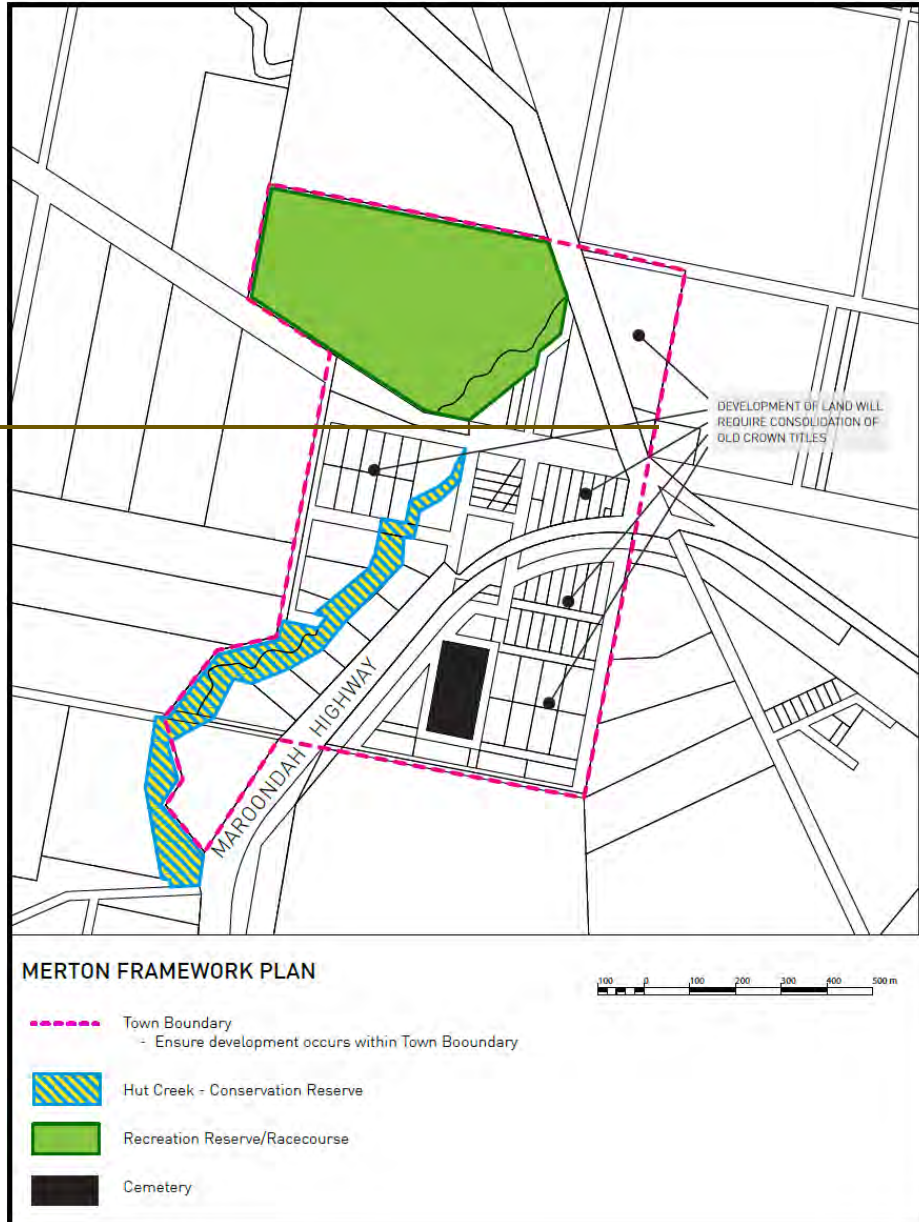 DEVELOPMENT OF LAND WILL
REQUIRE CONSOLIDATION OF
OLD CROWN TITLES
MAROONDAH HIGHWAY
MERTON FRAMEWORK PLAN
100 0 100 200 300 400 500 m
Town Boundary
- Ensure development occurs within Town Booundary
Hut Creek - Conservation Reserve
Recreation Reserve/Racecourse
Cemetery